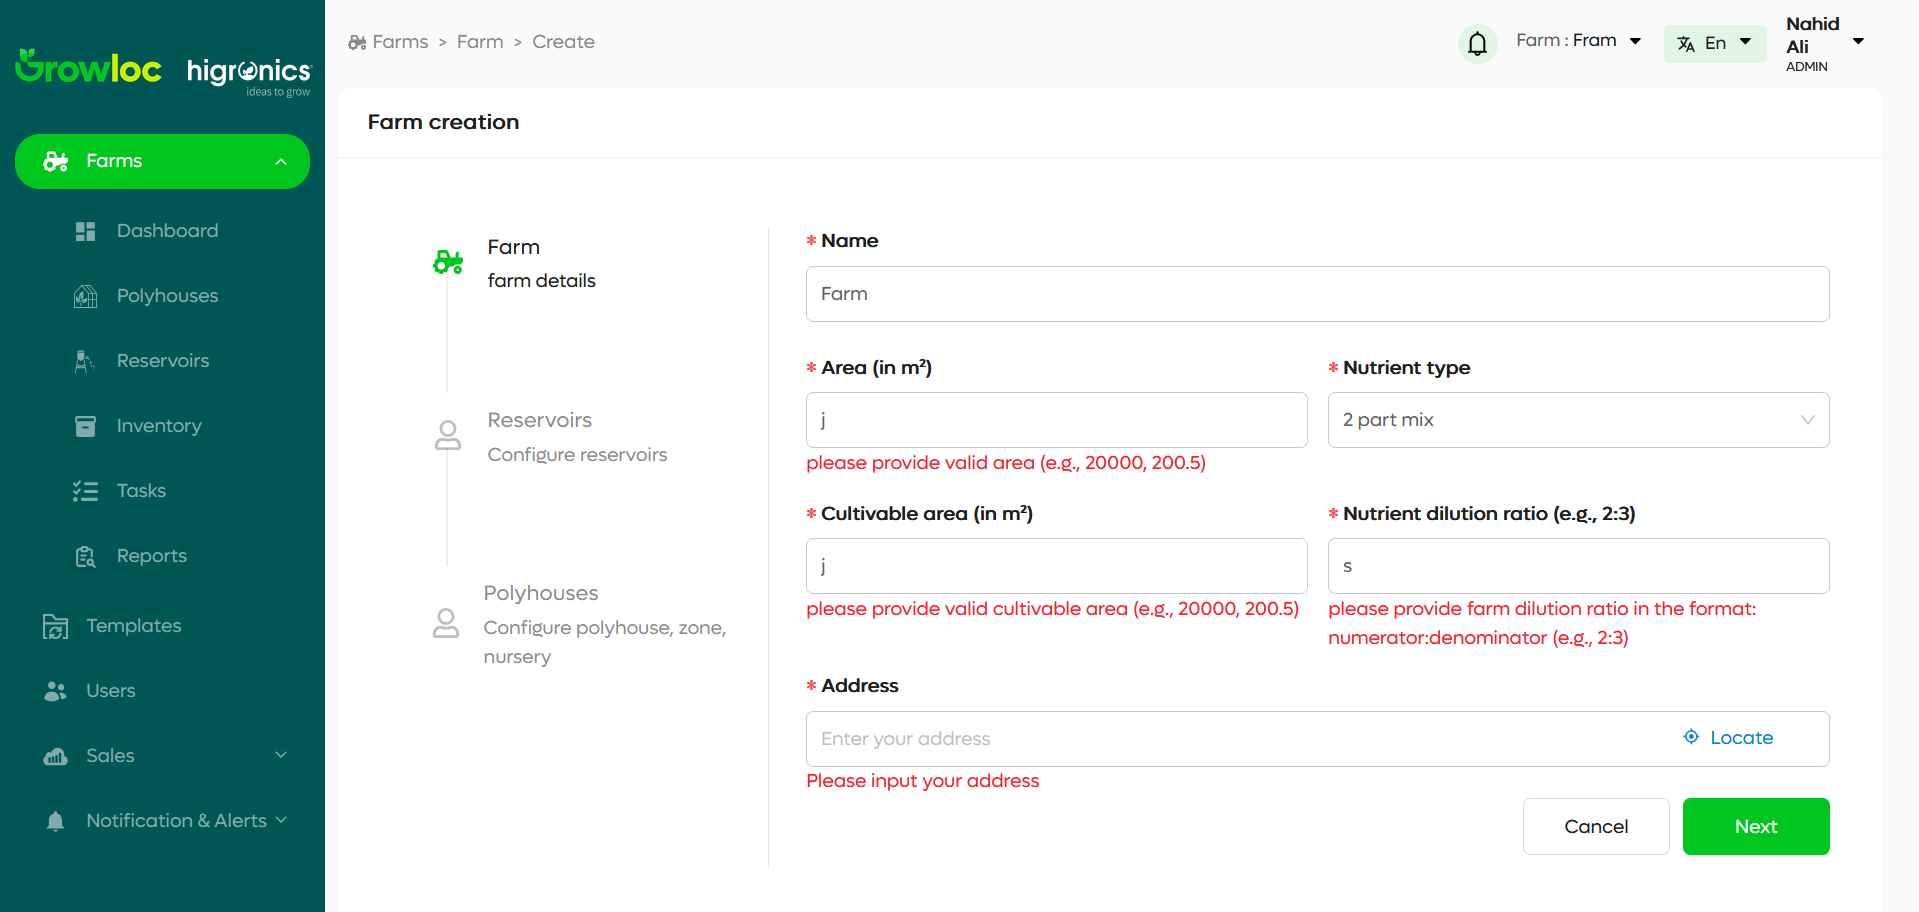 Growloc
higronics
ideas to grow
Farms
Dashboard
Polyhouses
Reservoirs
Inventory
Tasks
Reports
Templates
Users
Sales
Notification & Alerts
Farms > Farm > Create
Farm : Fram
En
Nahid
Ali
ADMIN
Farm creation
Farm
farm details
Reservoirs
Configure reservoirs
Polyhouses
Configure polyhouse, zone,
nursery
* Name
Farm
* Area (in m²)
j
please provide valid area (e.g., 20000, 200.5)
* Nutrient type
2 part mix
* Cultivable area (in m²)
j
please provide valid cultivable area (e.g., 20000, 200.5)
* Nutrient dilution ratio (e.g., 2:3)
s
please provide farm dilution ratio in the format:
numerator:denominator (e.g., 2:3)
* Address
Enter your address
Locate
Please input your address
Cancel
Next